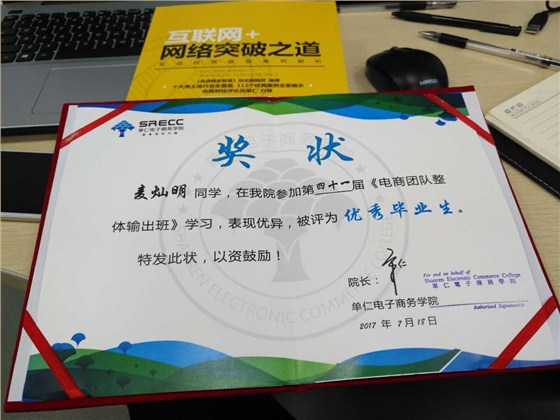 互联网+
网络突破之道
SRECC
单仁电子商务学院
奖状
麦灿明 同学，在我院参加第四十一届《电商团队整
体输出班》学习，表现优异，被评为 优秀毕业生。
特发此状，以资鼓励！
院长：单仁
For and on behalf of
Shanren Electronic Commerce College
單仁電子商務學院
Authorized Signature(s)
单仁电子商务学院
2017 年 7 月 18 日